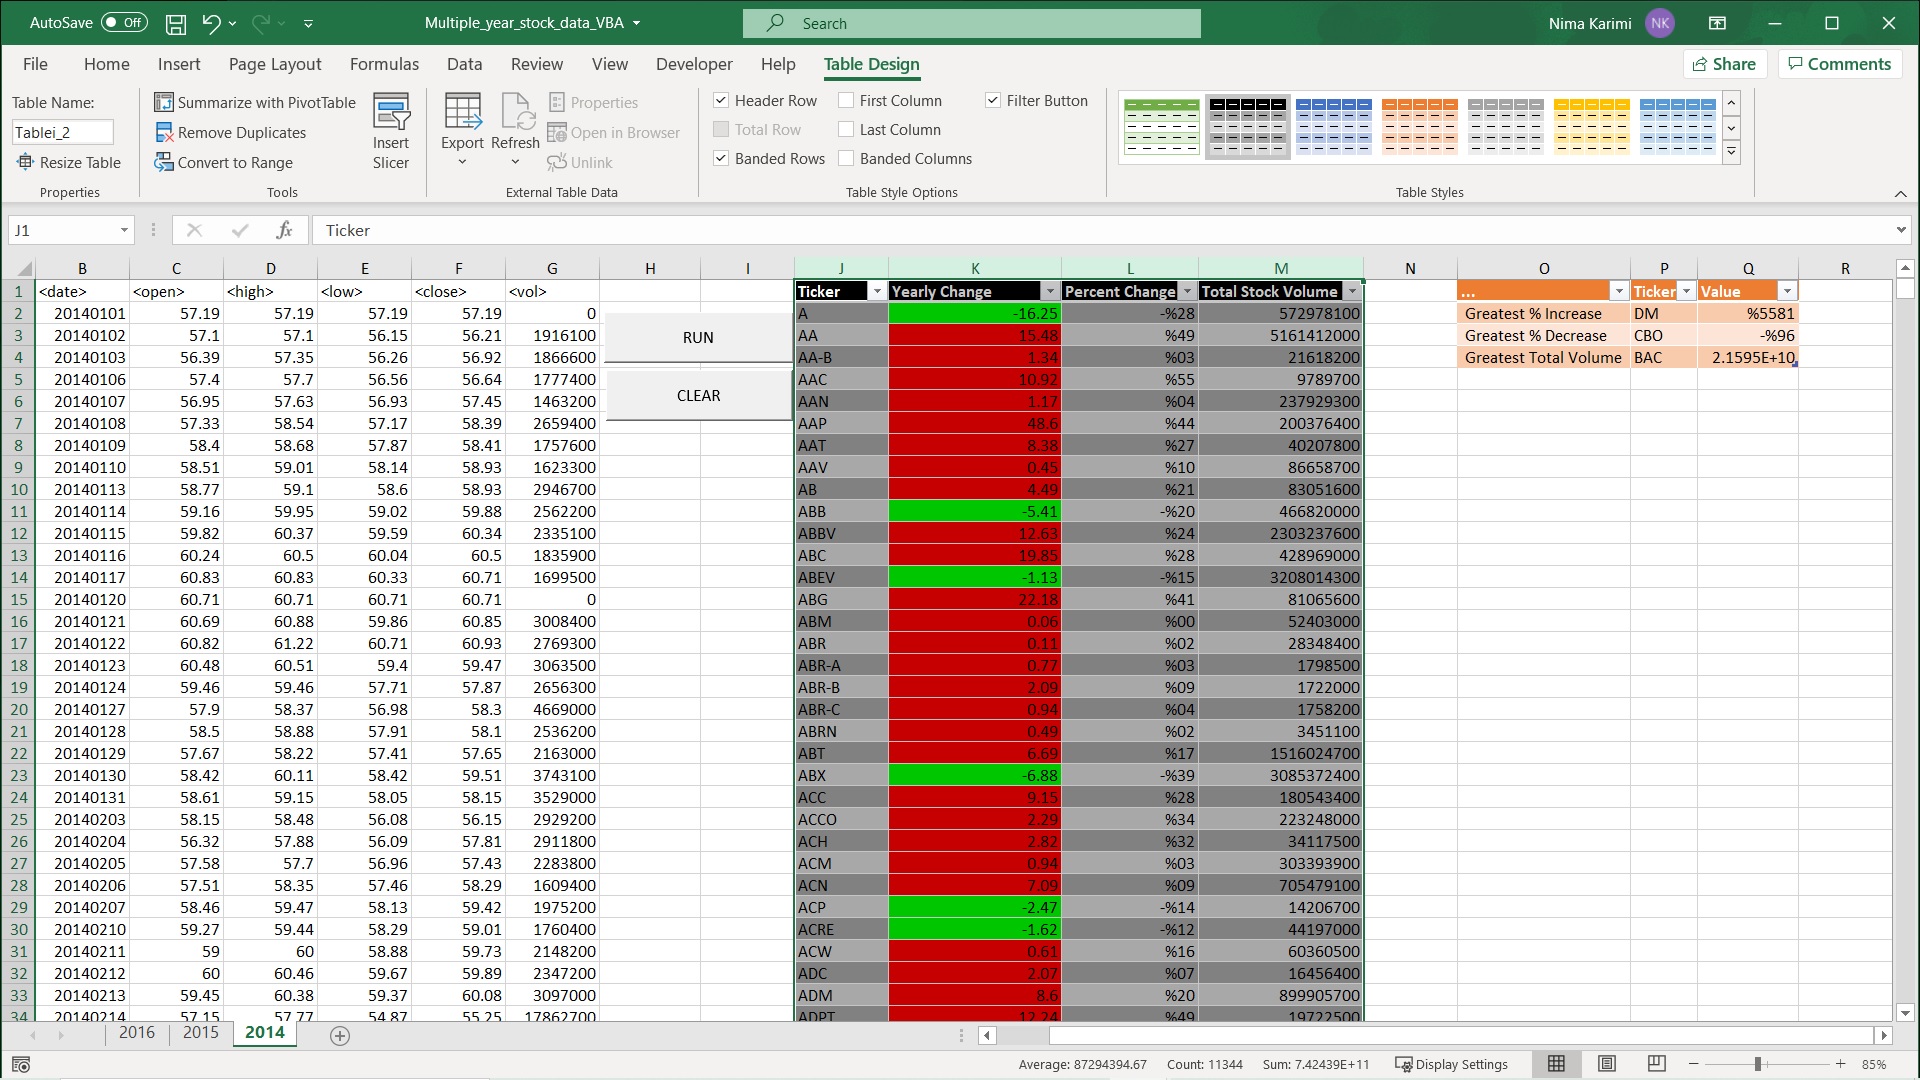 AutoSave Off Multiple_year_stock_data_VBA Search Nima Karimi NK
File Home Insert Page Layout Formulas Data Review View Developer Help Table Design Share Comments
Table Name:
Tablei_2
Resize Table
Properties
Summarize with PivotTable
Remove Duplicates
Convert to Range
Insert
Slicer
Tools
Export Refresh
Properties
Open in Browser
Unlink
External Table Data
Header Row First Column Filter Button
Total Row Last Column
Banded Rows Banded Columns
Table Style Options
Table Styles
J1 fx Ticker
B C D E F G H I J K L M N O P Q R
1 <date> <open> <high> <low> <close> <vol> Ticker Yearly Change Percent Change Total Stock Volume ... Ticker Value
2 20140101 57.19 57.19 57.19 57.19 0 A -16.25 -%28 572978100 Greatest % Increase DM %5581
3 20140102 57.1 57.1 56.15 56.21 1916100 RUN AA 15.48 %49 5161412000 Greatest % Decrease CBO -%96
4 20140103 56.39 57.35 56.26 56.92 1866600 AA-B 1.34 %03 21618200 Greatest Total Volume BAC 2.1595E+10
5 20140106 57.4 57.7 56.56 56.64 1777400 AAC 10.92 %55 9789700
6 20140107 56.95 57.63 56.93 57.45 1463200 CLEAR AAN 1.17 %04 237929300
7 20140108 57.33 58.54 57.17 58.39 2659400 AAP 48.6 %44 200376400
8 20140109 58.4 58.68 57.87 58.41 1757600 AAT 8.38 %27 40207800
9 20140110 58.51 59.01 58.14 58.93 1623300 AAV 0.45 %10 86658700
10 20140113 58.77 59.1 58.6 58.93 2946700 AB 4.49 %21 83051600
11 20140114 59.16 59.95 59.02 59.88 2562200 ABB -5.41 -%20 466820000
12 20140115 59.82 60.37 59.59 60.34 2335100 ABBV 12.63 %24 2303237600
13 20140116 60.24 60.5 60.04 60.5 1835900 ABC 19.85 %28 428969000
14 20140117 60.83 60.83 60.33 60.71 1699500 ABEV -1.13 -%15 3208014300
15 20140120 60.71 60.71 60.71 60.71 0 ABG 22.18 %41 81065600
16 20140121 60.69 60.88 59.86 60.85 3008400 ABM 0.06 %00 52403000
17 20140122 60.82 61.22 60.71 60.93 2769300 ABR 0.11 %02 28348400
18 20140123 60.48 60.51 59.4 59.47 3063500 ABR-A 0.77 %03 1798500
19 20140124 59.46 59.46 57.71 57.87 2656300 ABR-B 2.09 %09 1722000
20 20140127 57.9 58.37 56.98 58.3 4669000 ABR-C 0.94 %04 1758200
21 20140128 58.5 58.88 57.91 58.1 2536200 ABRN 0.49 %02 3451100
22 20140129 57.67 58.22 57.41 57.65 2163000 ABT 6.69 %17 1516024700
23 20140130 58.42 60.11 58.42 59.51 3743100 ABX -6.88 -%39 3085372400
24 20140131 58.61 59.15 58.05 58.15 3529000 ACC 9.15 %28 180543400
25 20140203 58.15 58.48 56.08 56.15 2929200 ACCO 2.29 %34 223248000
26 20140204 56.32 57.88 56.09 57.81 2911800 ACH 2.82 %32 34117500
27 20140205 57.58 57.7 56.96 57.43 2283800 ACM 0.94 %03 303393900
28 20140206 57.51 58.35 57.46 58.29 1609400 ACN 7.09 %09 705479100
29 20140207 58.46 59.47 58.13 59.42 1975200 ACP -2.47 -%14 14206700
30 20140210 59.27 59.44 58.29 59.01 1760400 ACRE -1.62 -%12 44197000
31 20140211 59 60 58.88 59.73 2148200 ACW 0.61 %16 60360500
32 20140212 60 60.46 59.67 59.89 2347200 ADC 2.07 %07 16456400
33 20140213 59.45 60.38 59.37 60.08 3097000 ADM 8.6 %20 899905700
34 20140214 57.15 57.77 54.87 55.25 17862700 ADPT 12.24 %49 19722500
2016 2015 2014
Average: 87294394.67 Count: 11344 Sum: 7.42439E+11 Display Settings 85%